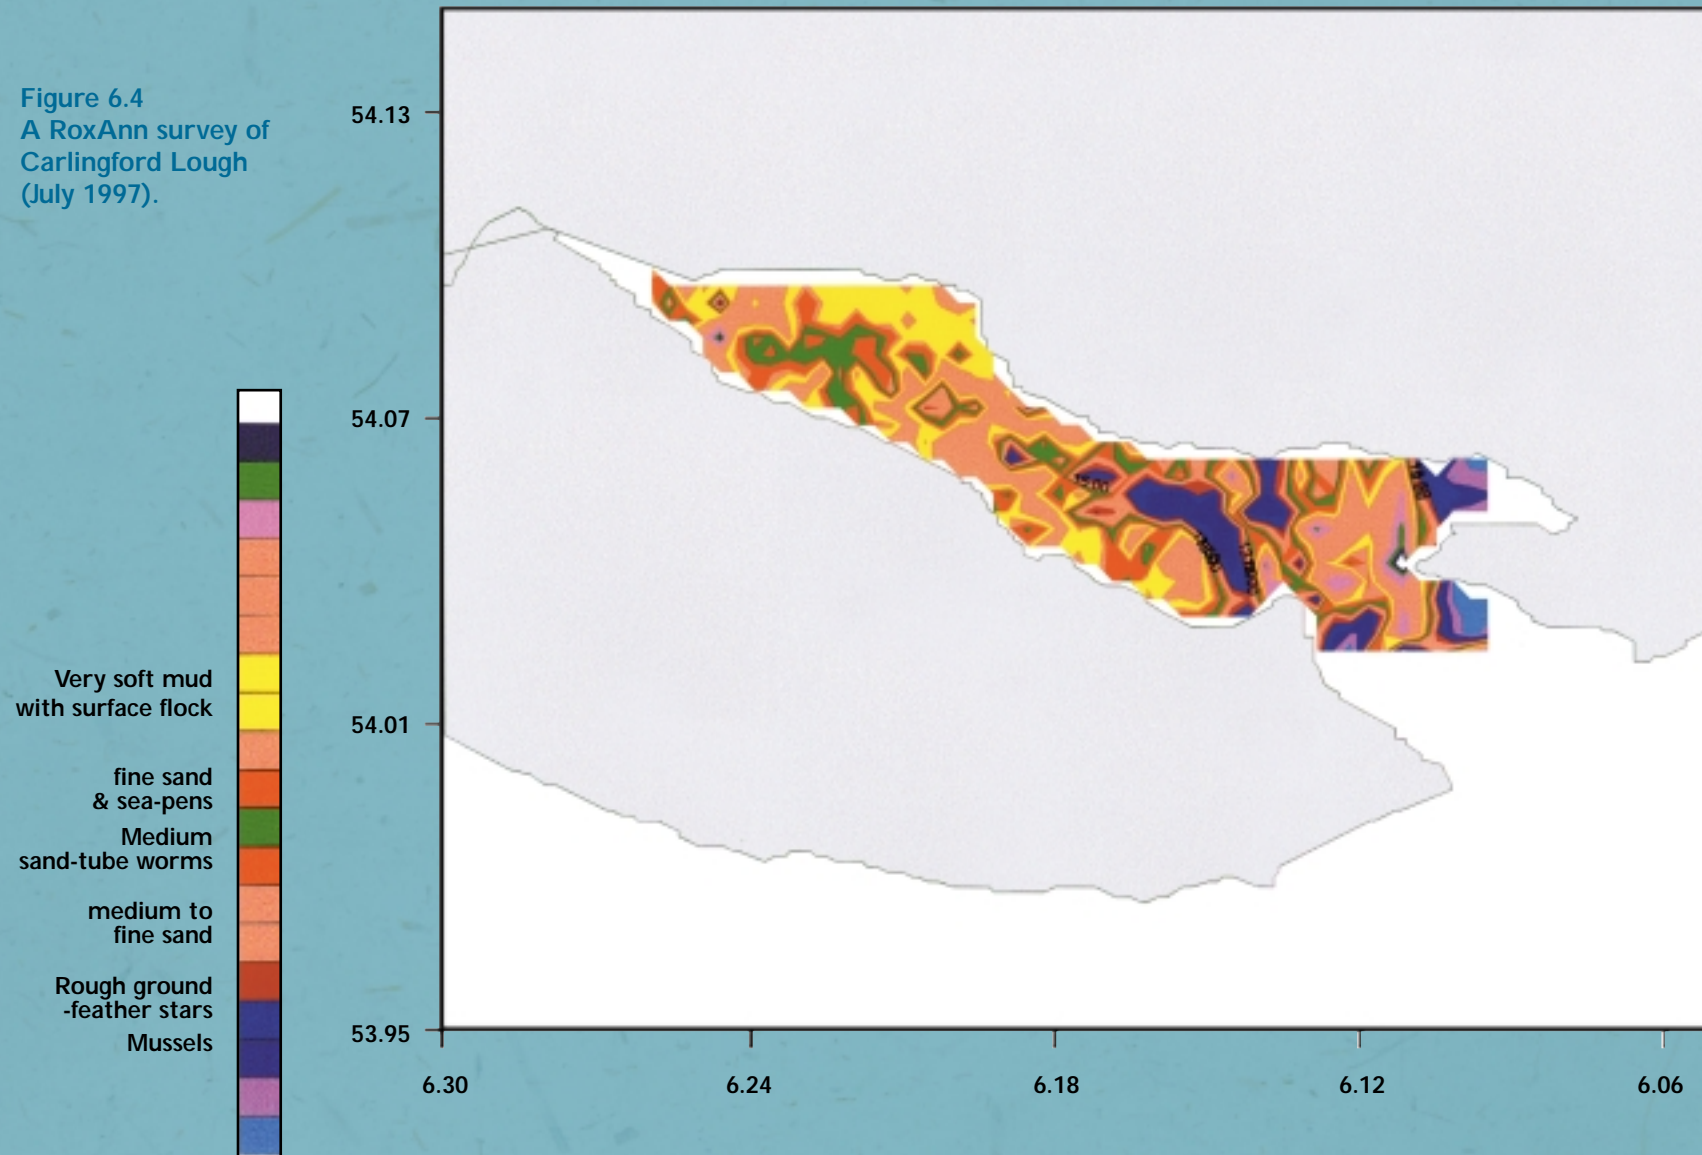 Figure 6.4
A RoxAnn survey of
Carlingford Lough
(July 1997).
54.13
54.07
54.01
53.95
6.30
6.24
6.18
6.12
6.06
Very soft mud
with surface flock
fine sand
& sea-pens
Medium
sand-tube worms
medium to
fine sand
Rough ground
-feather stars
Mussels
15.00